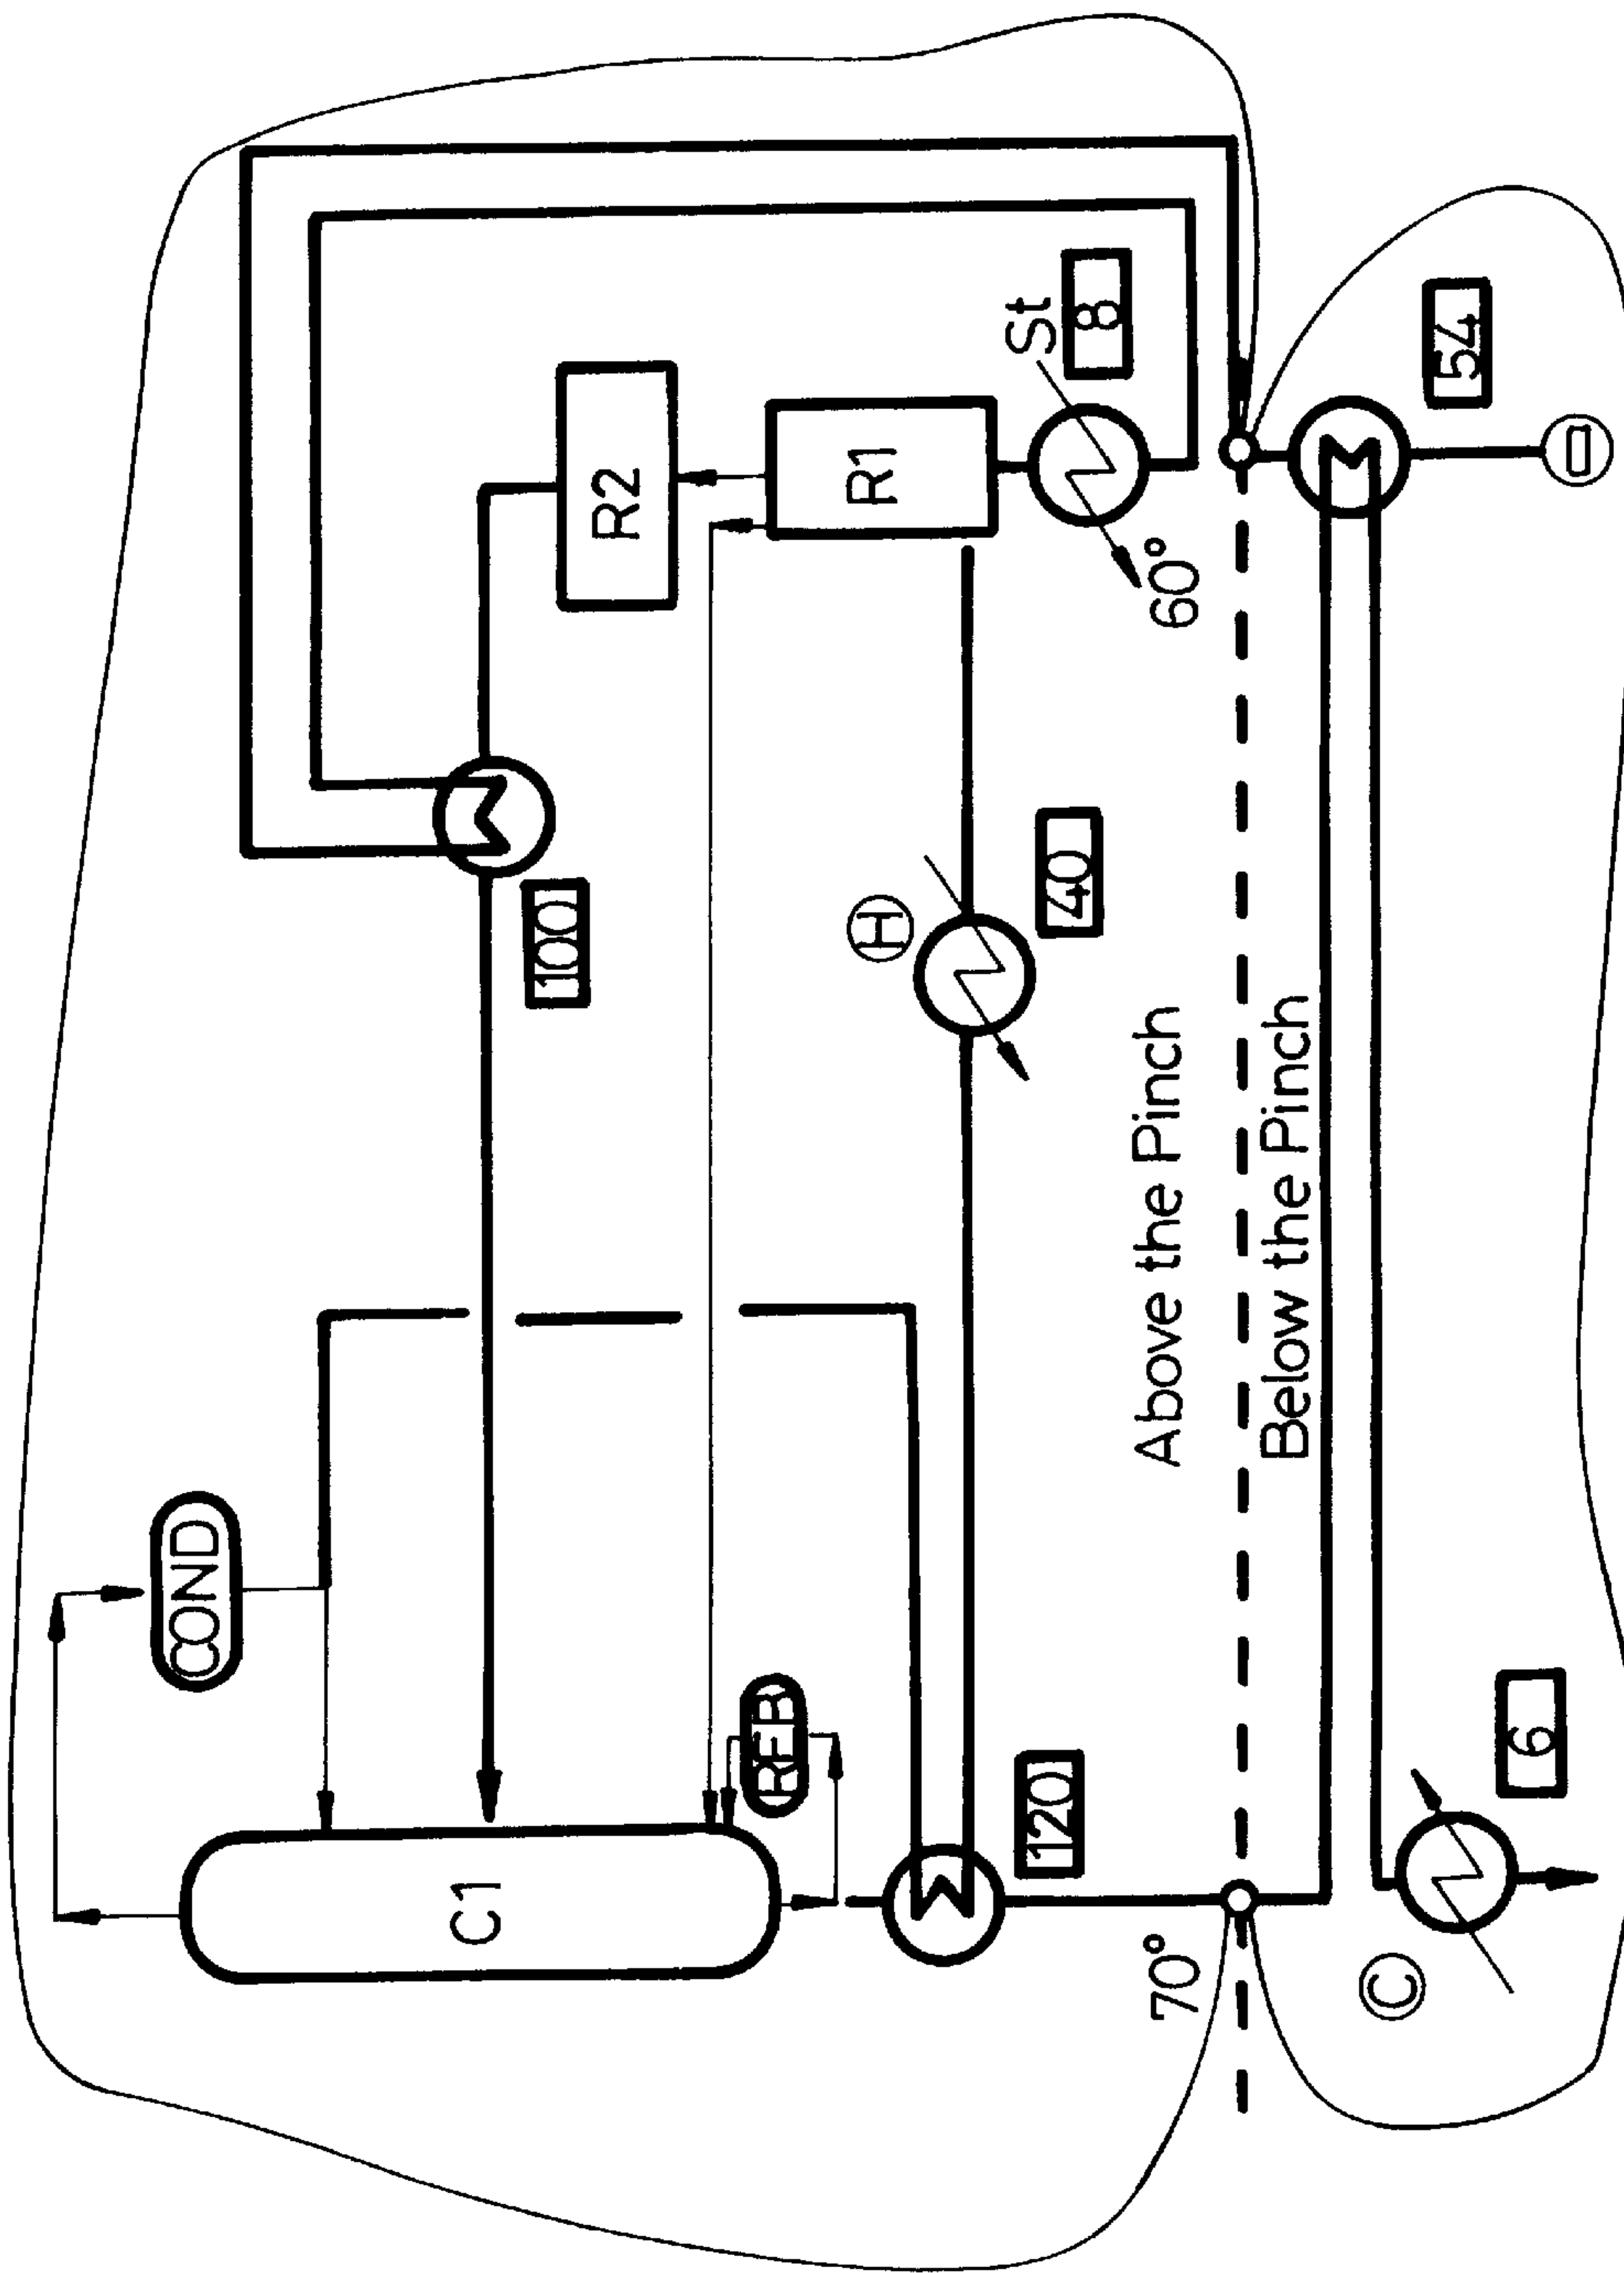 COND
C1
100
R2
REB
R1
H
St
120
40
8
Above the Pinch
70°
60°
Below the Pinch
C
54
6